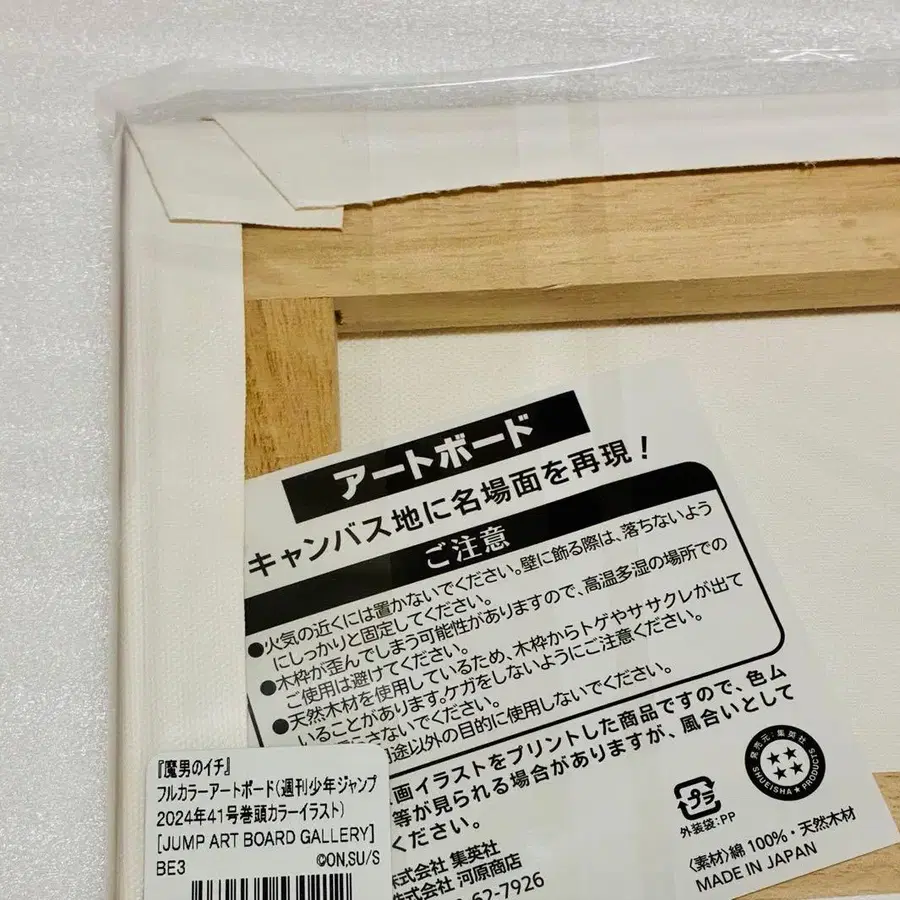 アートボード
キャンバス地に名場面を再現!
ご注意
●火気の近くには置かないでください。壁に飾る際は、落ちないよう
にしっかりと固定してください。
●木枠が歪んでしまう可能性がありますので、高温多湿の場所での
ご使用は避けてください。
●天然木材を使用しているため、木枠からトゲやササクレが出て
いることがあります。ケガをしないようにご注意ください。
さないでください。
途以外の目的に使用しないでください。
画イラストをプリントした商品ですので、色ム
等が見られる場合がありますが、風合いとして
ください。
株式会社 集英社
株式会社 河原商店
62-7926
プラ
外装袋:PP
発売元:集英社
SHUEISHA★PRODUCTS
〈素材〉綿100%・天然木材
MADE IN JAPAN
『魔男のイチ』
フルカラーアートボード(週刊少年ジャンプ
2024年41号巻頭カラーイラスト)
[JUMP ART BOARD GALLERY]
BE3
©ON,SU/S